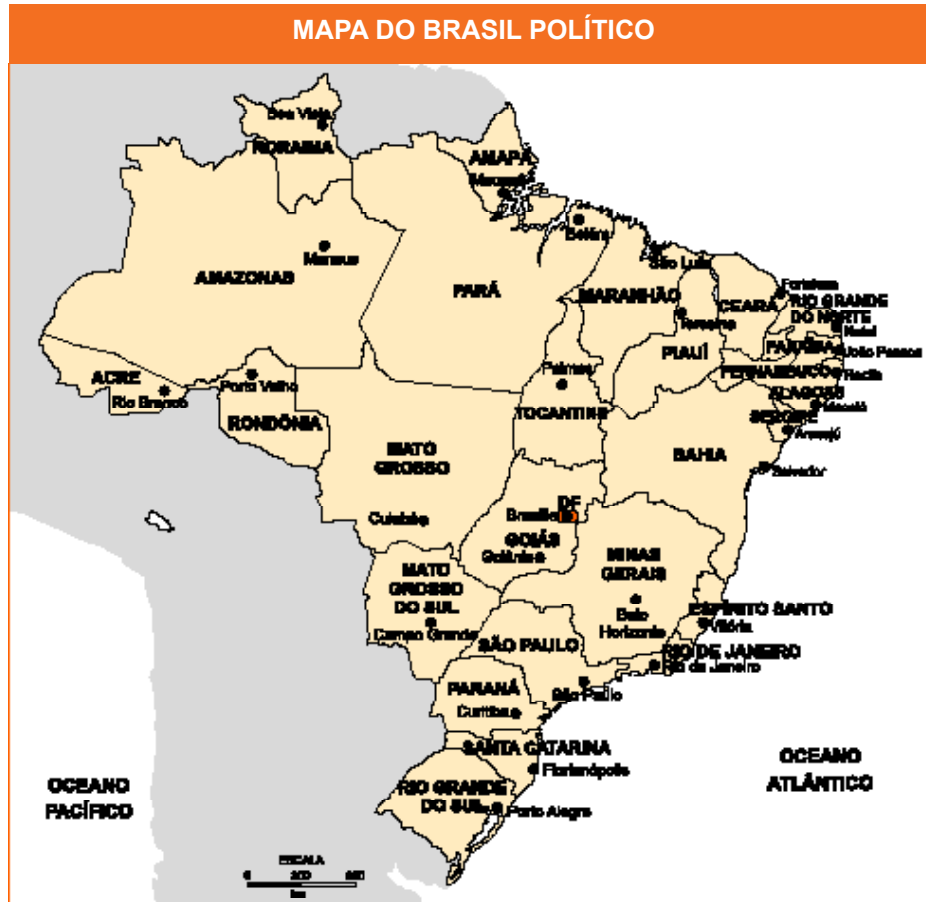 MAPA DO BRASIL POLÍTICO
Boa Vista
RORAIMA
AMAPÁ
Macapá
Belém
São Luís
Manaus
AMAZONAS
PARÁ
MARANHÃO
CEARÁ
Fortaleza
RIO GRANDE
DO NORTE
Natal
Teresina
PIAUÍ
PARAÍBA
João Pessoa
PERNAMBUCO
Recife
ACRE
Rio Branco
Porto Velho
RONDÔNIA
Palmas
TOCANTINS
ALAGOAS
Maceió
SERGIPE
Aracajú
MATO
GROSSO
BAHIA
Salvador
Cuiabá
DF
Brasília
GOIÁS
Goiânia
MINAS
GERAIS
Belo
Horizonte
MATO
GROSSO
DO SUL
Campo Grande
ESPÍRITO SANTO
Vitória
SÃO PAULO
RIO DE JANEIRO
Rio de Janeiro
São Paulo
PARANÁ
Curitiba
SANTA CATARINA
Florianópolis
RIO GRANDE
DO SUL
Porto Alegre
OCEANO
PACÍFICO
OCEANO
ATLÂNTICO
ESCALA
0
km